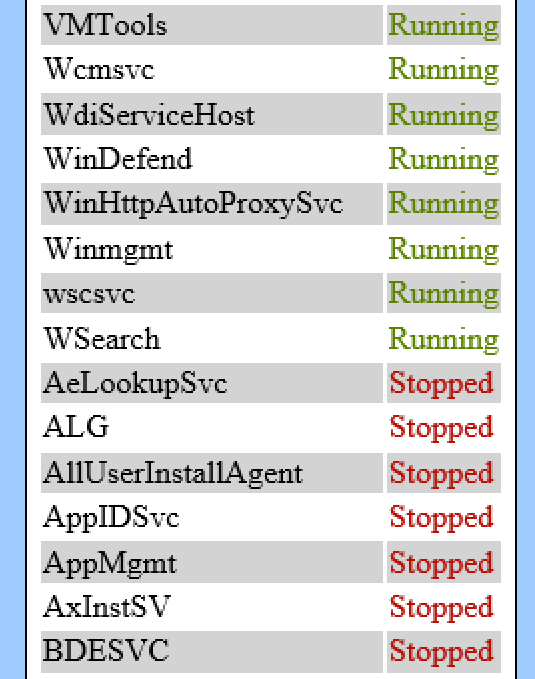 VMTools Running
Wcmsvc Running
WdiServiceHost Running
WinDefend Running
WinHttpAutoProxySvc Running
Winmgmt Running
wscsvc Running
WSearch Running
AeLookupSvc Stopped
ALG Stopped
AllUserInstallAgent Stopped
AppIDSvc Stopped
AppMgmt Stopped
AxInstSV Stopped
BDESVC Stopped